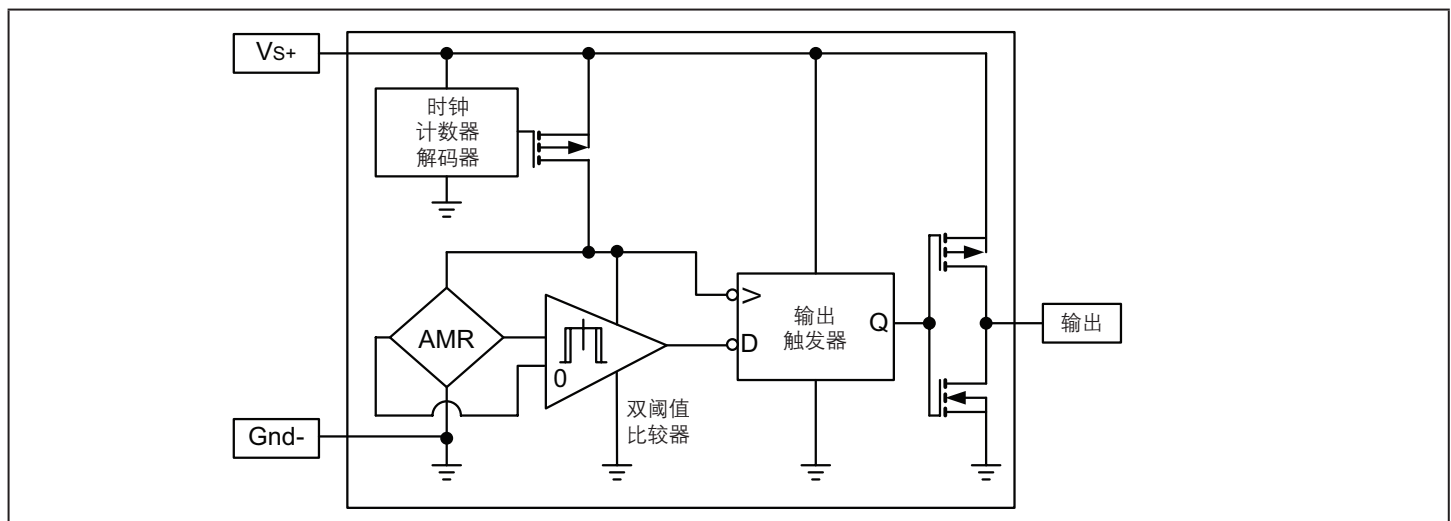 Vs+
时钟
计数器
解码器
AMR
0
双阈值
比较器
>
D
输出
触发器
Q
输出
Gnd-